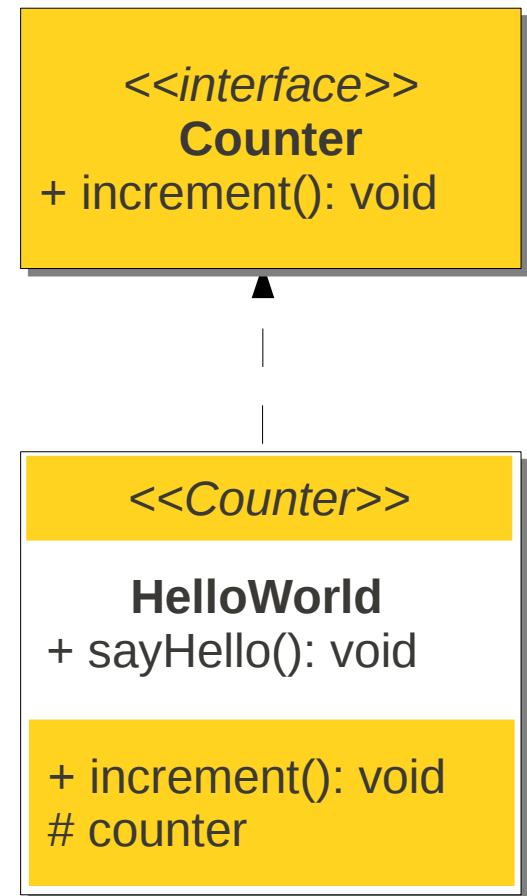 <<interface>>
Counter
+ increment(): void
<<Counter>>
HelloWorld
+ sayHello(): void
+ increment(): void
# counter